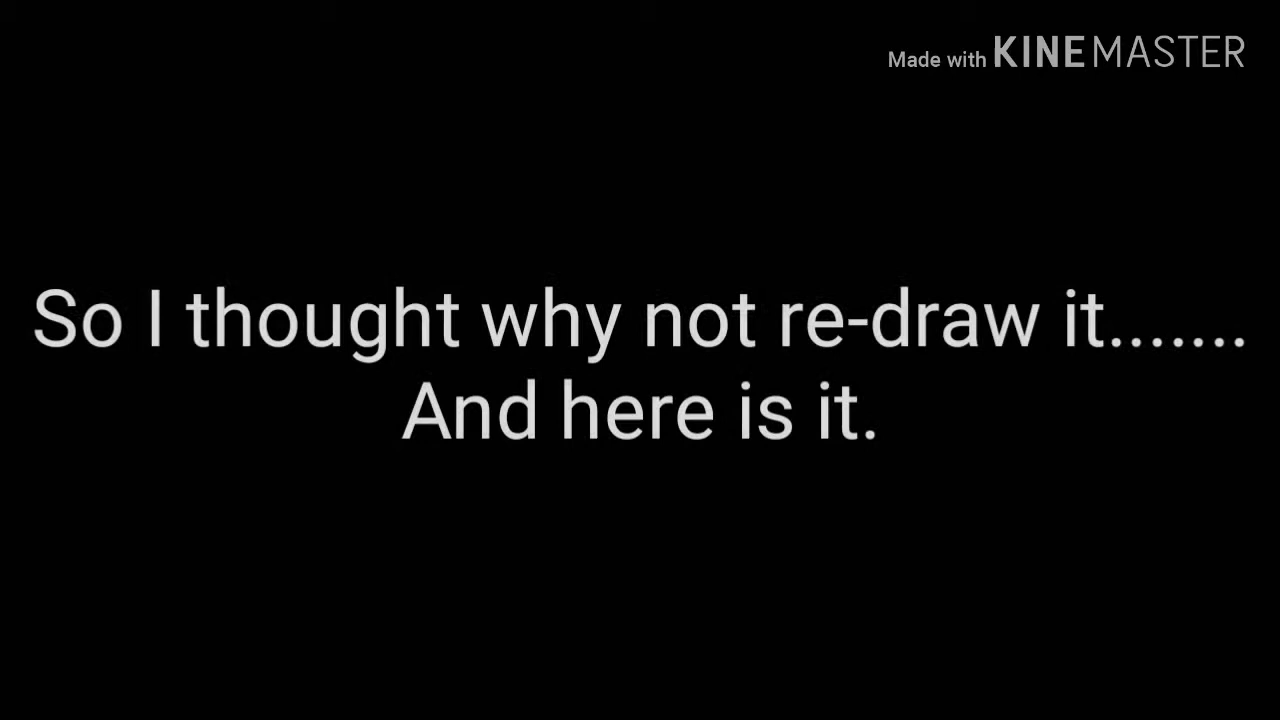 Made with KINEMASTER
So I thought why not re-draw it.......
And here is it.